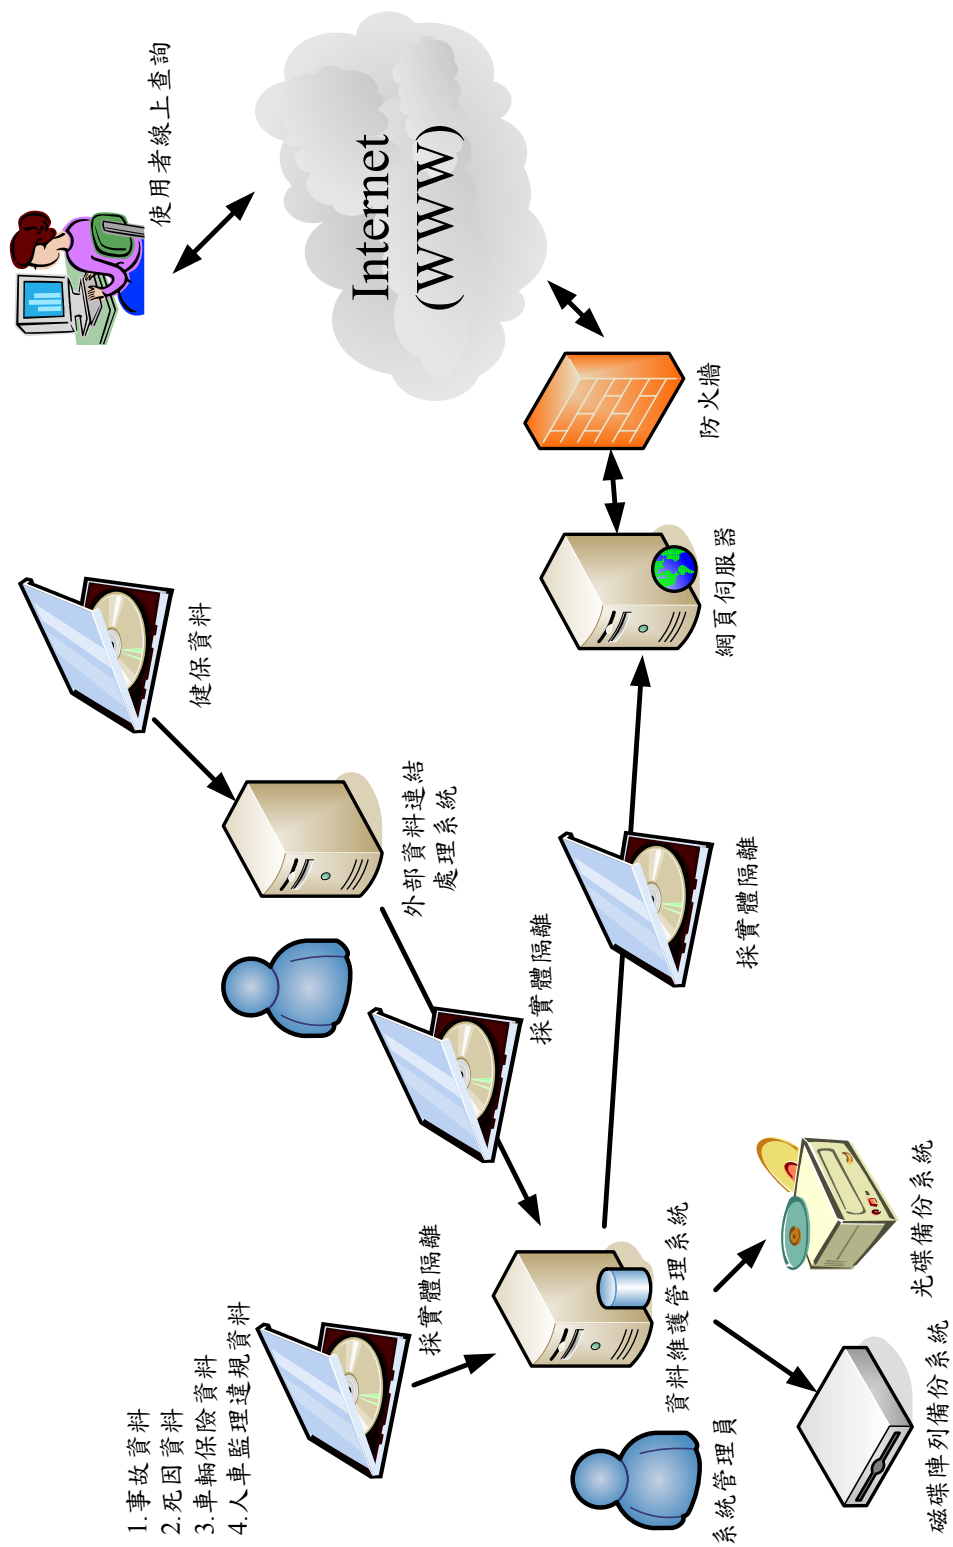 1.事故資料
2.死因資料
3.車輛保險資料
4.人車監理違規資料
採實體隔離
系統管理員
資料維護管理系統
磁碟陣列備份系統
光碟備份系統
採實體隔離
外部資料連結
處理系統
健保資料
採實體隔離
網頁伺服器
防火牆
Internet
(WWW)
使用者線上查詢